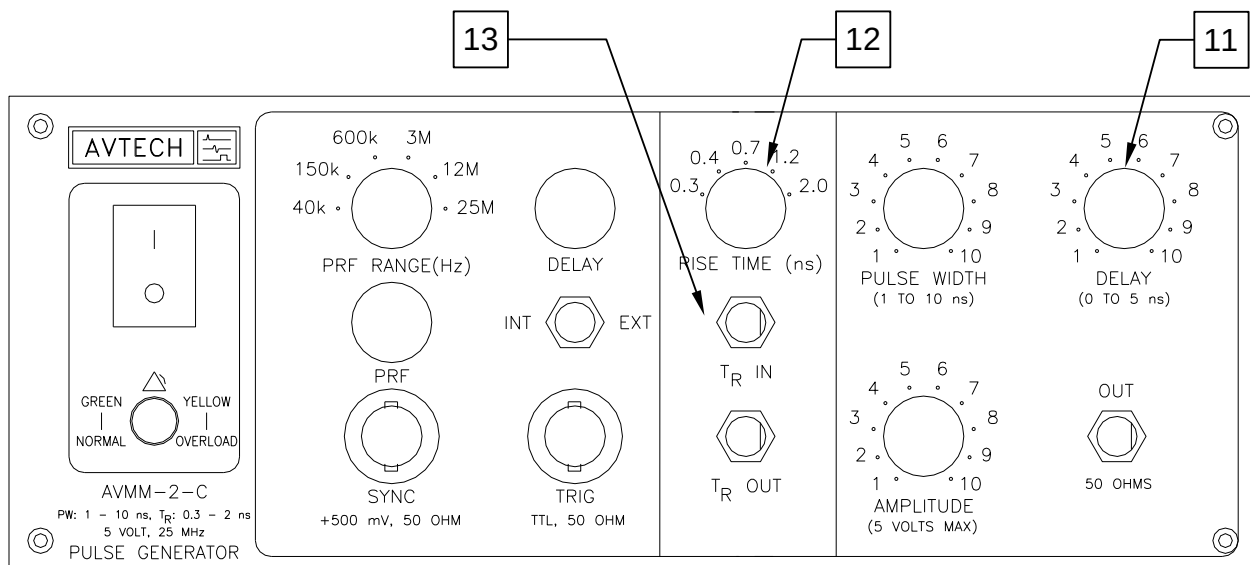 13
12
11
AVTECH
I
GREEN
YELLOW
NORMAL
OVERLOAD
AVMM-2-C
PW: 1 - 10 ns, TR: 0.3 - 2 ns
5 VOLT, 25 MHz
PULSE GENERATOR
40k
150k
600k
3M
12M
25M
PRF RANGE(Hz)
DELAY
PRF
INT
EXT
SYNC
+500 mV, 50 OHM
TRIG
TTL, 50 OHM
0.3
0.4
0.7
1.2
2.0
RISE TIME (ns)
TR IN
TR OUT
1
2
3
4
5
6
7
8
9
10
PULSE WIDTH
(1 TO 10 ns)
1
2
3
4
5
6
7
8
9
10
DELAY
(0 TO 5 ns)
1
2
3
4
5
6
7
8
9
10
AMPLITUDE
(5 VOLTS MAX)
OUT
50 OHMS